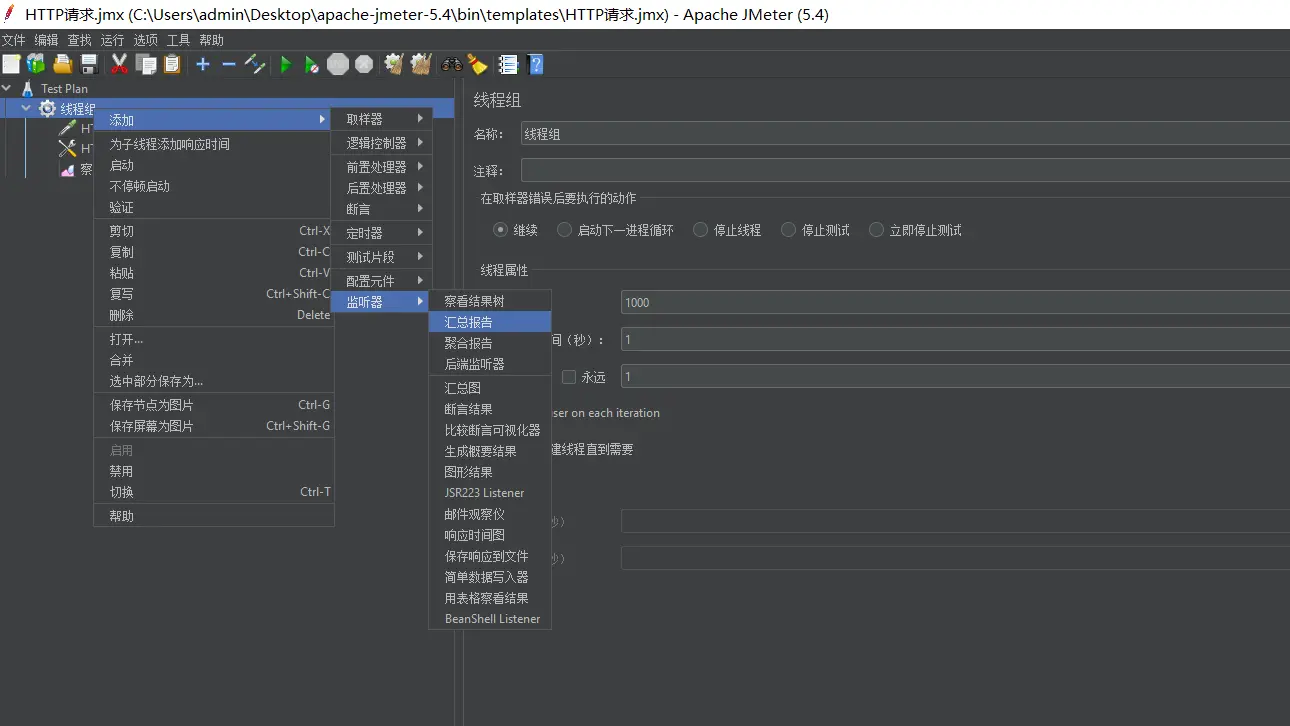 HTTP请求.jmx (C:\Users\admin\Desktop\apache-jmeter-5.4\bin\templates\HTTP请求.jmx) - Apache JMeter (5.4)
文件 编辑 查找 运行 选项 工具 帮助
Test Plan
线程组
HT
HT
察
添加
为子线程添加响应时间
启动
不停顿启动
验证
剪切 Ctrl-X
复制 Ctrl-C
粘贴 Ctrl-V
复写 Ctrl+Shift-C
删除 Delete
打开...
合并
选中部分保存为...
保存节点为图片 Ctrl-G
保存屏幕为图片 Ctrl+Shift-G
启用
禁用
切换 Ctrl-T
帮助
取样器
逻辑控制器
前置处理器
后置处理器
断言
定时器
测试片段
配置元件
监听器
察看结果树
汇总报告
聚合报告
后端监听器
汇总图
断言结果
比较断言可视化器
生成概要结果
图形结果
JSR223 Listener
邮件观察仪
响应时间图
保存响应到文件
简单数据写入器
用表格察看结果
BeanShell Listener
线程组
名称: 线程组
注释:
在取样器错误后要执行的动作
继续 启动下一进程循环 停止线程 停止测试 立即停止测试
线程属性
1000
间（秒）: 1
永远 1
ser on each iteration
建线程直到需要
秒）
秒）